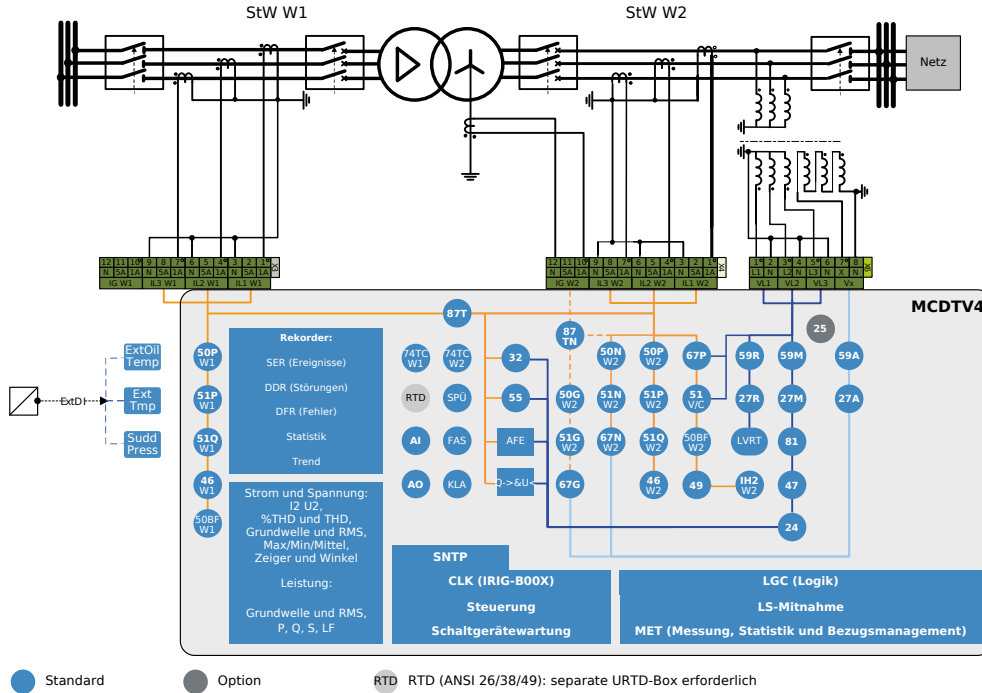 StW W1
StW W2
Netz
12 11 10 9 8 7 6 5 4 3 2 1
N 5A 1A N 5A 1A N 5A 1A N 5A 1A
IG W1 IL3 W1 IL2 W1 IL1 W1
X3
12 11 10 9 8 7 6 5 4 3 2 1
N 5A 1A N 5A 1A N 5A 1A N 5A 1A
IG W2 IL3 W2 IL2 W2 IL1 W2
X4
1 2 3 4 5 6 7 8
L1 N L2 N L3 N X N
VL1 VL2 VL3 Vx
MCDTV4
87T
25
87
TN
50P
W1
51P
W1
51Q
W1
46
W1
50BF
W1
Rekorder:
SER (Ereignisse)
DDR (Störungen)
DFR (Fehler)
Statistik
Trend
Strom und Spannung:
I2 U2,
%THD und THD,
Grundwelle und RMS,
Max/Min/Mittel,
Zeiger und Winkel
Leistung:
Grundwelle und RMS,
P, Q, S, LF
74TC
W1
74TC
W2
RTD
SPÜ
AI
FAS
AO
KLA
32
55
AFE
Q->&U<
50G
W2
51G
W2
67G
50N
W2
51N
W2
67N
W2
50P
W2
51P
W2
51Q
W2
46
W2
67P
51
V/C
50BF
W2
49
59R
27R
LVRT
IH2
W2
59M
27M
81
47
24
59A
27A
ExtOil
Temp
Ext
Tmp
Sudd
Press
ExtDI
SNTP
CLK (IRIG-B00X)
Steuerung
Schaltgerätewartung
LGC (Logik)
LS-Mitnahme
MET (Messung, Statistik und Bezugsmanagement)
Standard
Option
RTD
RTD (ANSI 26/38/49): separate URTD-Box erforderlich